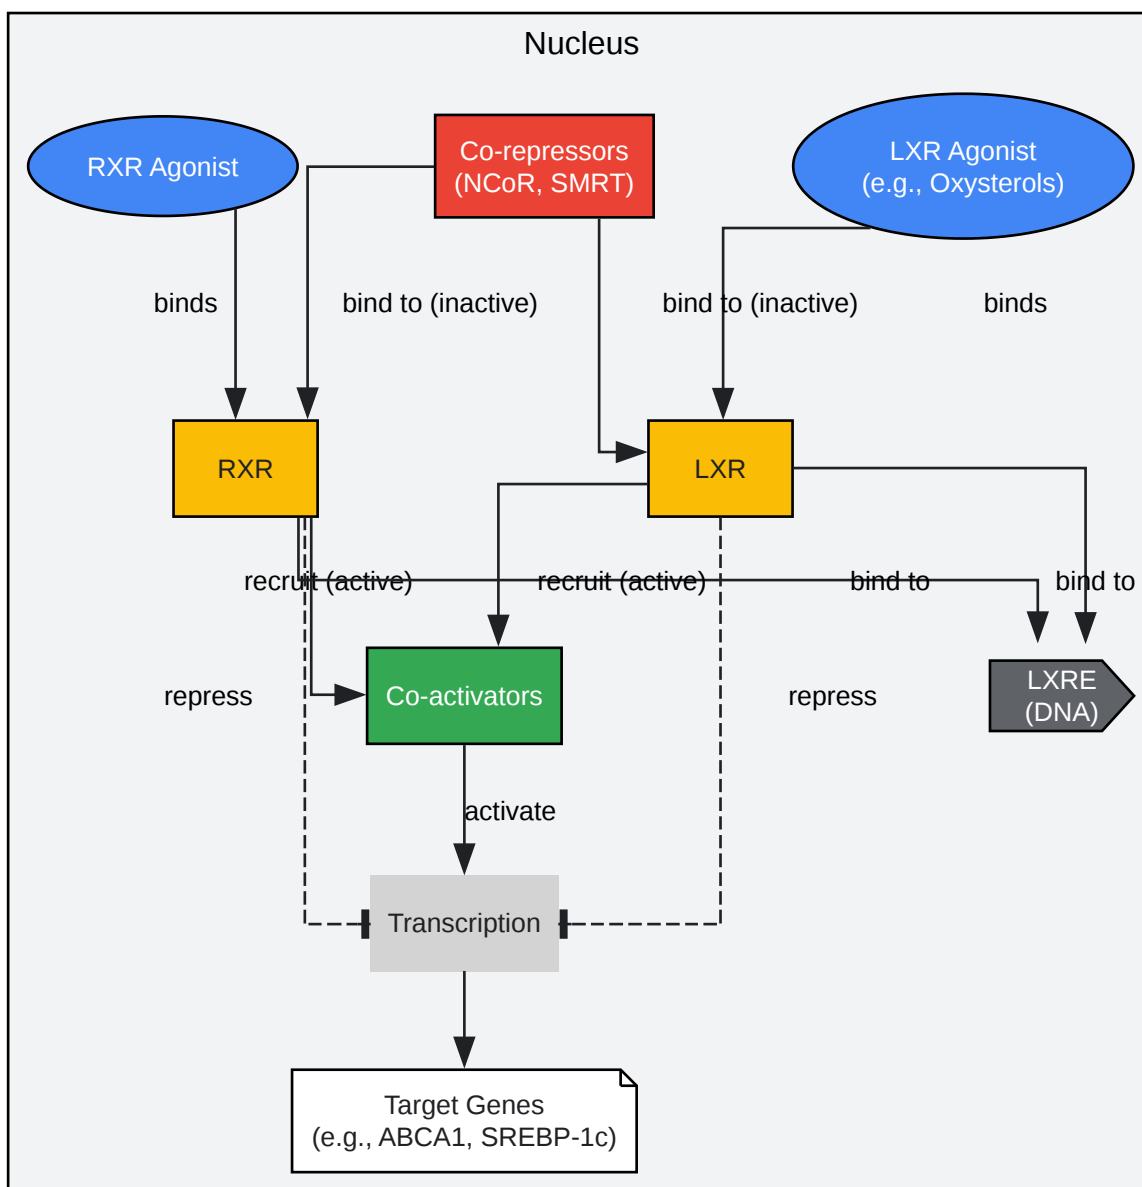 Nucleus
RXR Agonist
Co-repressors
(NCoR, SMRT)
LXR Agonist
(e.g., Oxysterols)
binds
bind to (inactive)
bind to (inactive)
binds
RXR
LXR
recruit (active)
recruit (active)
bind to
bind to
repress
Co-activators
repress
LXRE
(DNA)
activate
Transcription
Target Genes
(e.g., ABCA1, SREBP-1c)